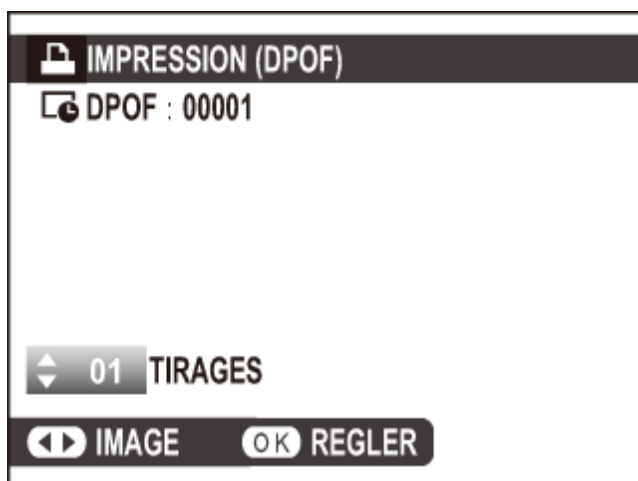 IMPRESSION (DPOF)
DPOF : 00001
01 TIRAGES
IMAGE OK REGLER